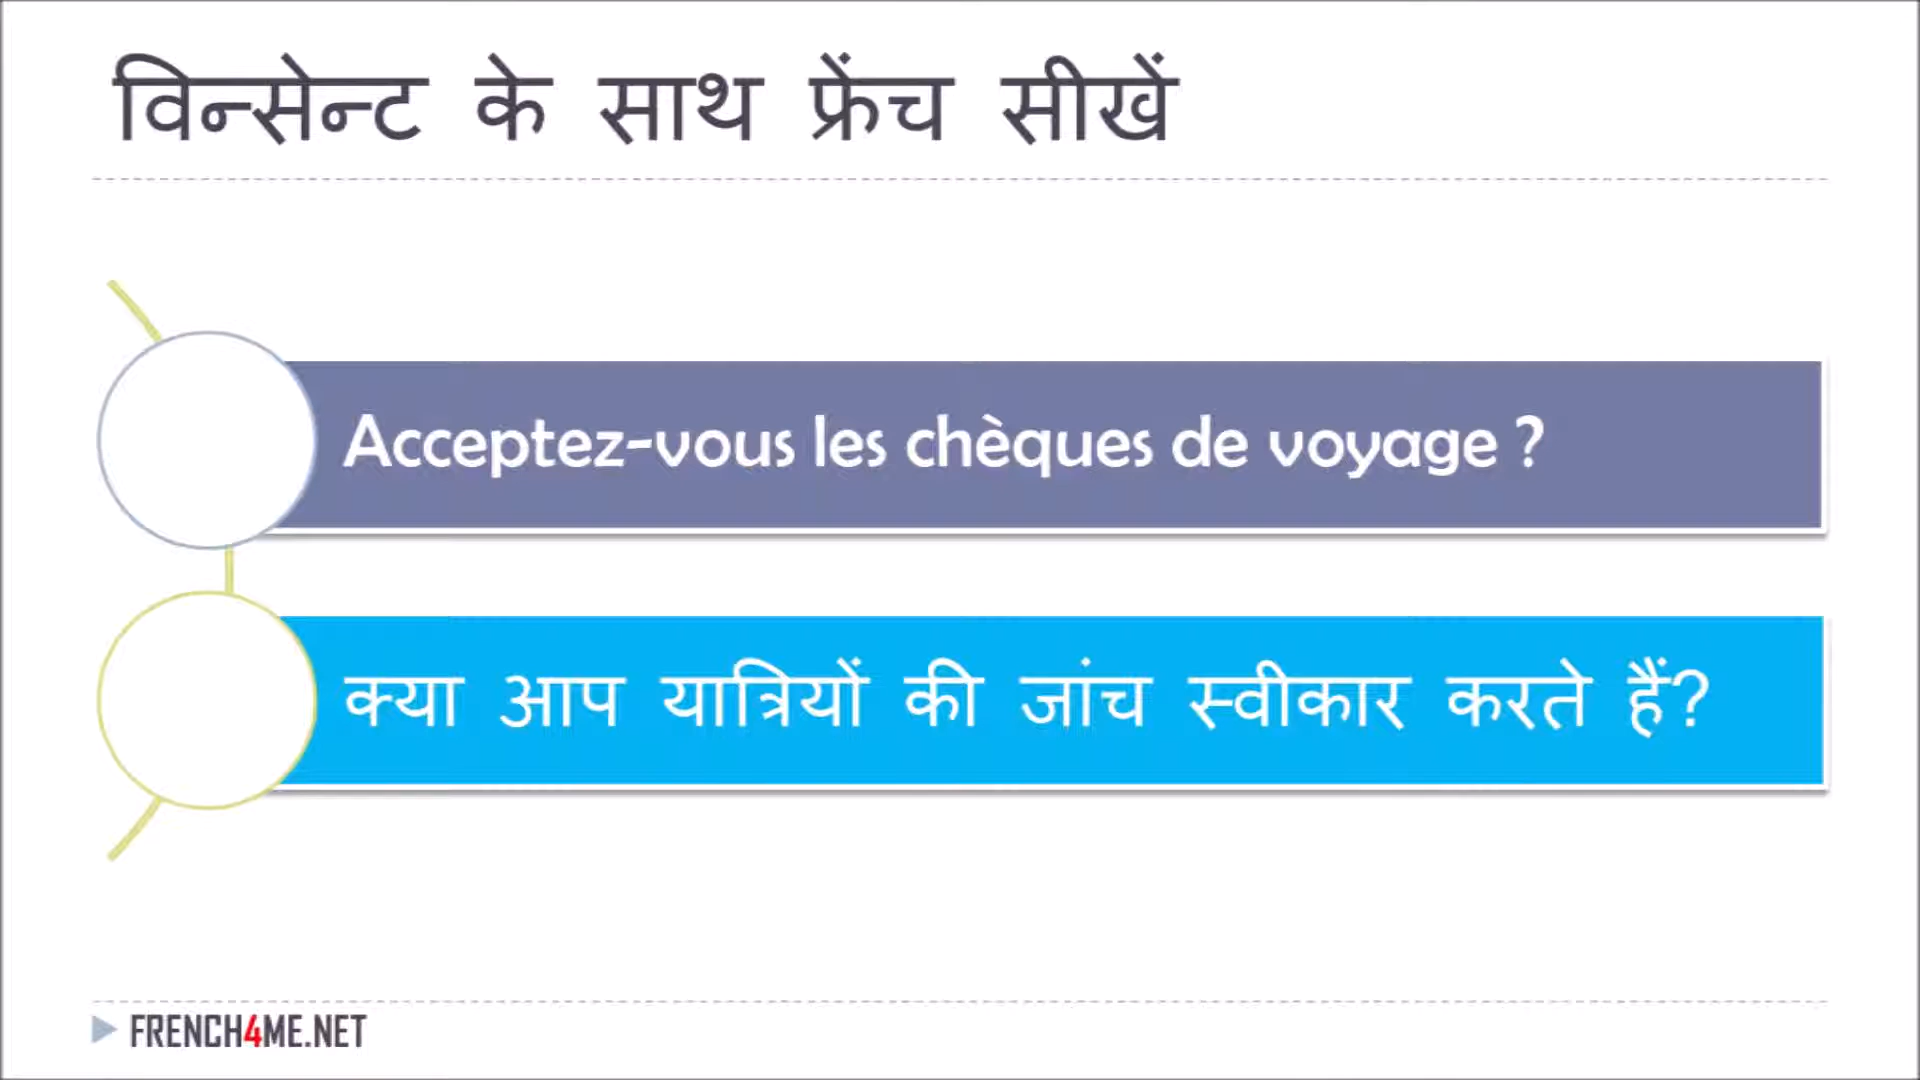 विन्सेन्ट के साथ फ्रेंच सीखें
Acceptez-vous les chèques de voyage ?
क्या आप यात्रियों की जांच स्वीकार करते हैं?
FRENCH4ME.NET